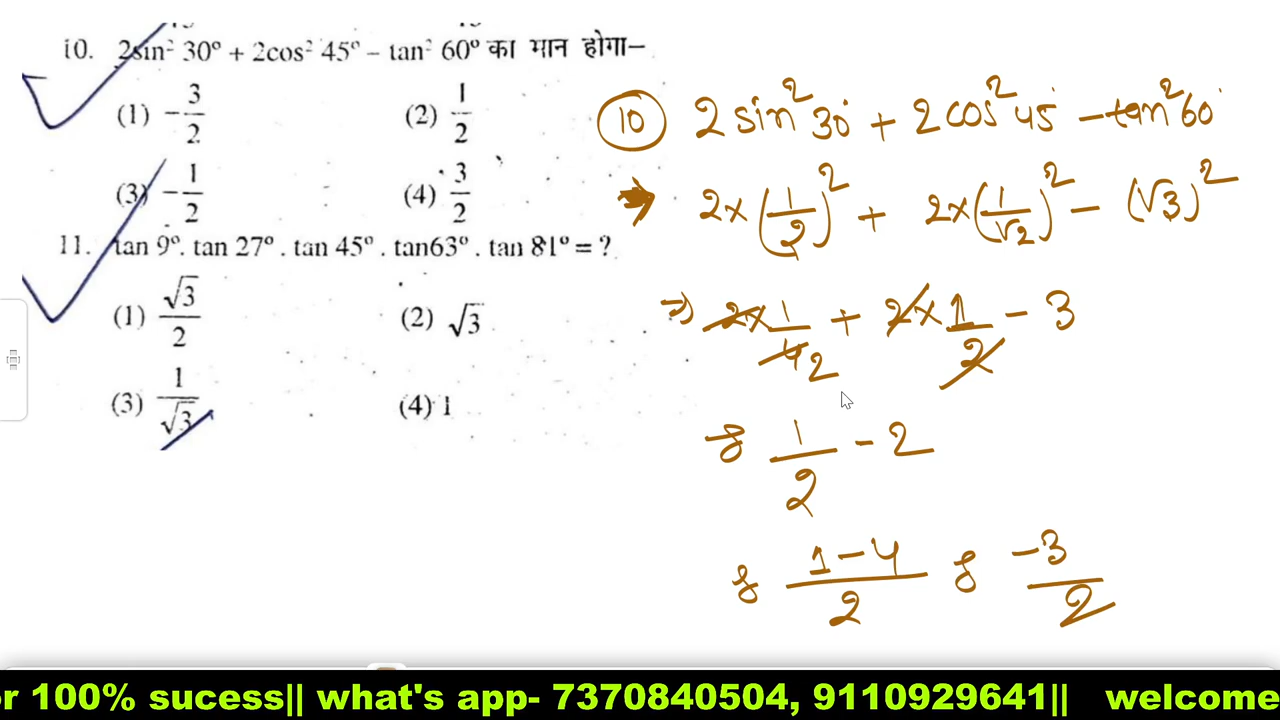 10. 2sin² 30° + 2cos² 45° – tan² 60° का मान होगा–
(1) -3/2
(2) 1/2
(3) -1/2
(4) 3/2
11. tan 9°. tan 27° . tan 45° . tan63° . tan 81° = ?
(1) √3/2
(2) √3
(3) 1/√3
(4) 1
10 2 sin² 30° + 2 cos² 45° - tan² 60°
→ 2×(1/2)² + 2×(1/√2)² - (√3)²
⇒ 2×1/4 2 + 2×1/2 - 3
1/2 - 2
1-4/2 -3/2
or 100% sucess|| what's app- 7370840504, 9110929641|| welcome